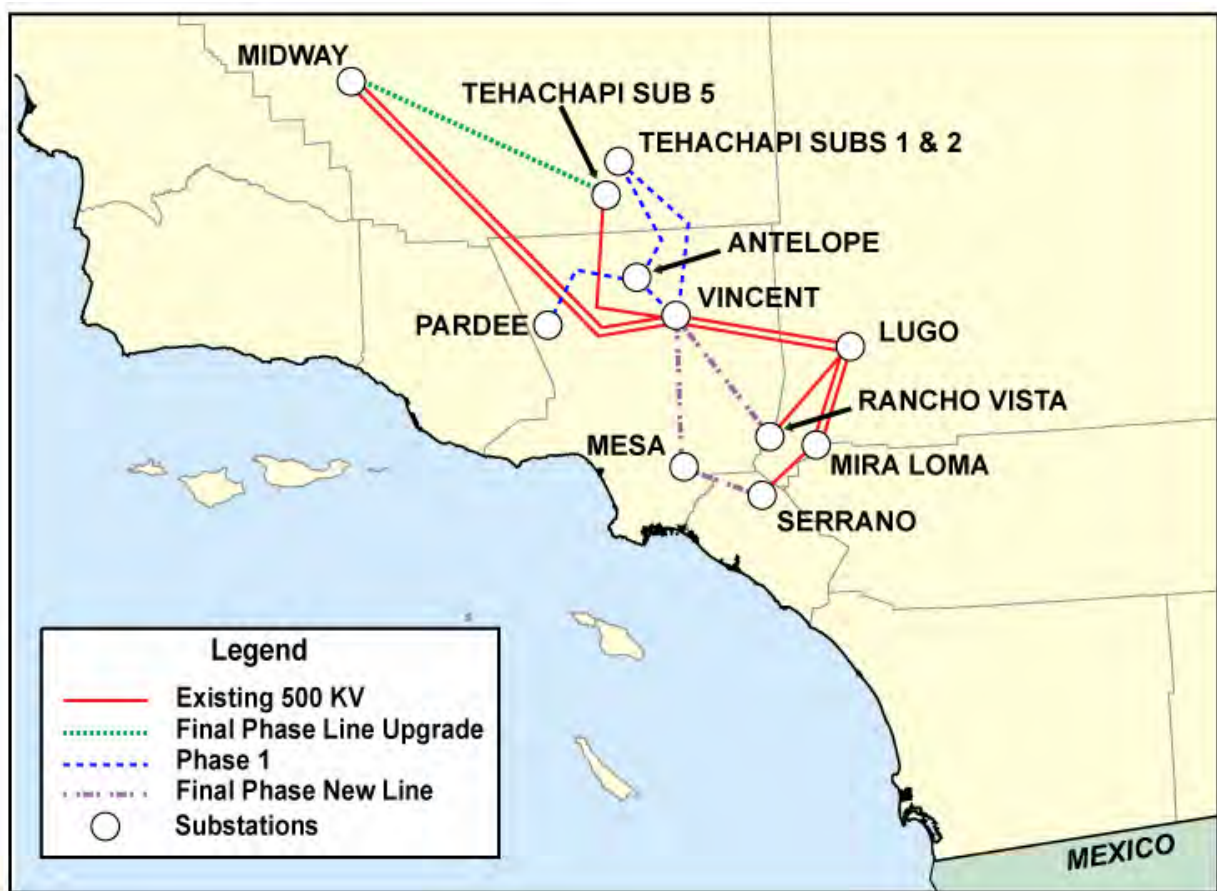 MIDWAY
TEHACHAPI SUB 5
TEHACHAPI SUBS 1 & 2
ANTELOPE
VINCENT
PARDEE
LUGO
RANCHO VISTA
MESA
MIRA LOMA
SERRANO
Legend
Existing 500 KV
Final Phase Line Upgrade
Phase 1
Final Phase New Line
Substations
MEXICO